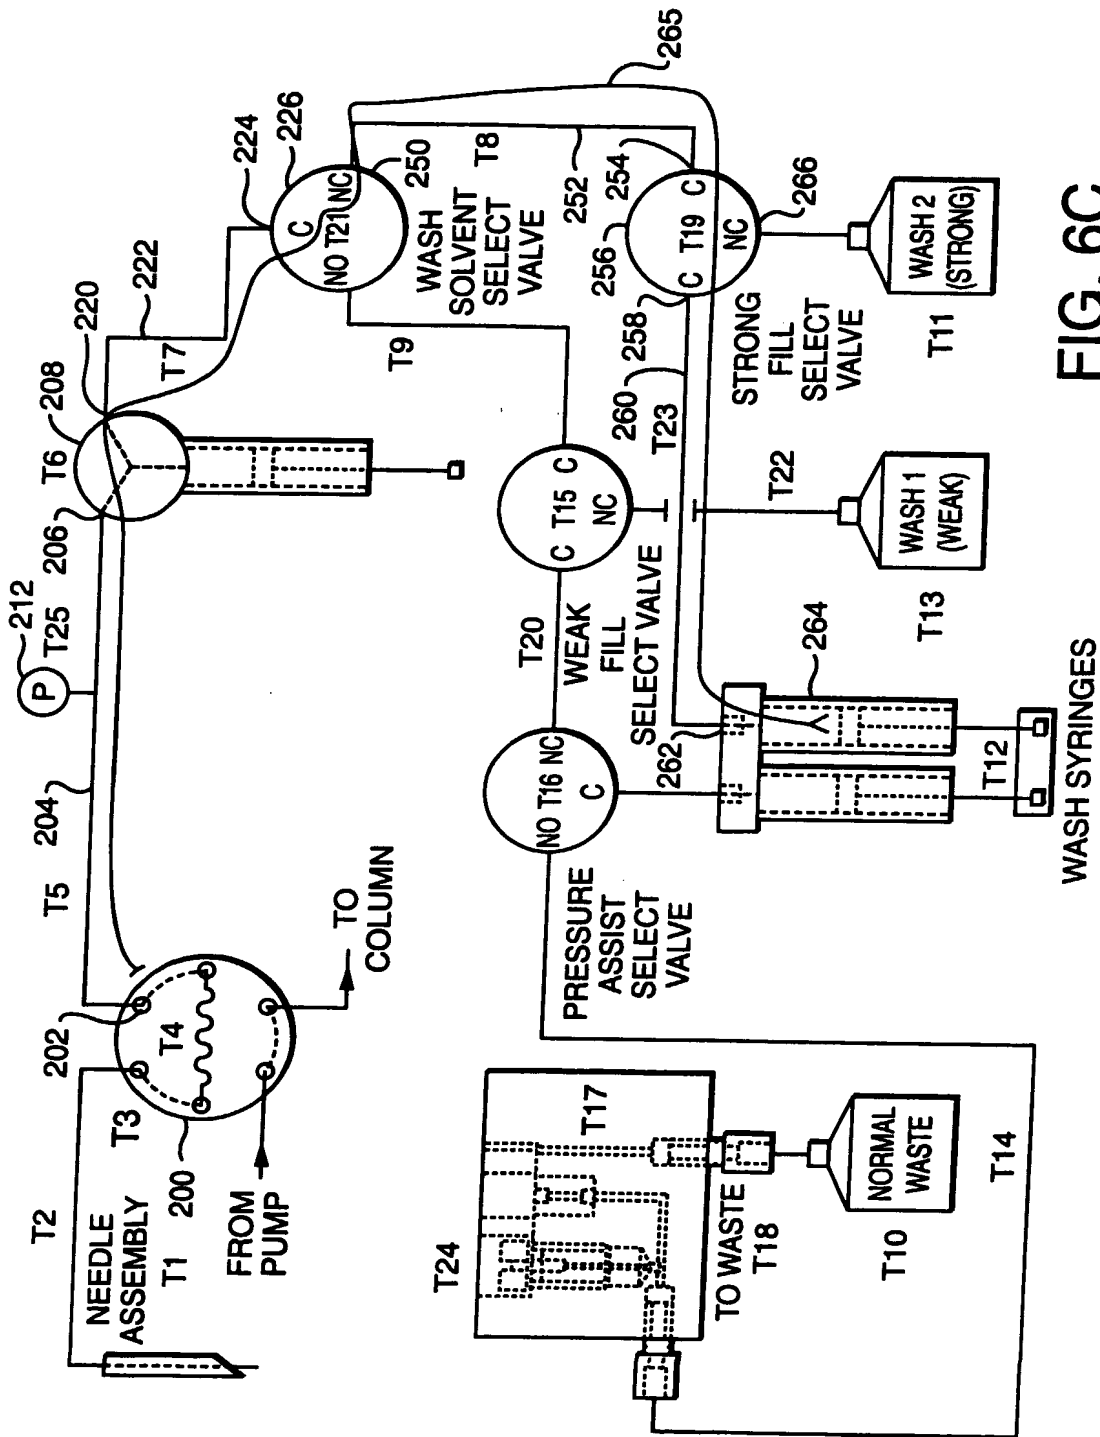 NEEDLE
ASSEMBLY
T1
T2
T3
200
FROM
PUMP
202
T4
TO
COLUMN
T5
204
212
P
T25
206
T6
208
220
222
T7
224
226
C
NO T21 NC
250
WASH
SOLVENT
SELECT
VALVE
T9
T8
252
265
254
256
C T19 C
NC
258
266
260
T23
STRONG
FILL
SELECT
VALVE
WASH 2
(STRONG)
T11
C T15 C
NC
T20
WEAK
FILL
SELECT VALVE
T22
WASH 1
(WEAK)
T13
NO T16 NC
C
PRESSURE
ASSIST
SELECT
VALVE
262
264
T12
WASH SYRINGES
T24
T17
TO WASTE
T18
NORMAL
WASTE
T10
T14
FIG. 6C